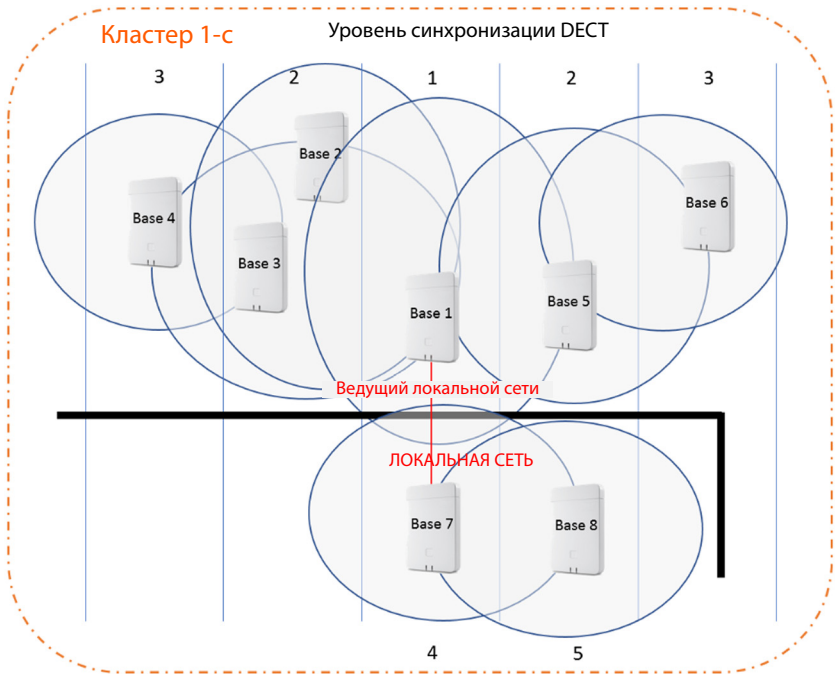 Кластер 1-c
Уровень синхронизации DECT
3 2 1 2 3
Base 2
Base 4
Base 6
Base 3
Base 5
Base 1
Ведущий локальной сети
ЛОКАЛЬНАЯ СЕТЬ
Base 7 Base 8
4 5